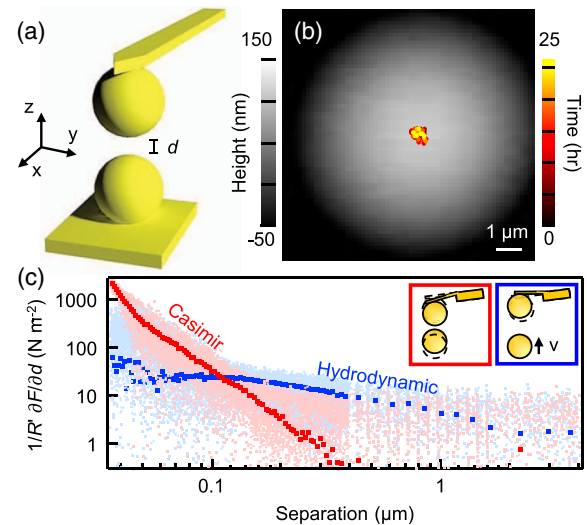 (a)
z
y
x
d
150
Height (nm)
-50
(b)
1 µm
25
Time (hr)
0
(c)
1/R' ∂F/∂d (N m⁻²)
1000
100
10
1
Casimir
Hydrodynamic
v
0.1
1
Separation (µm)